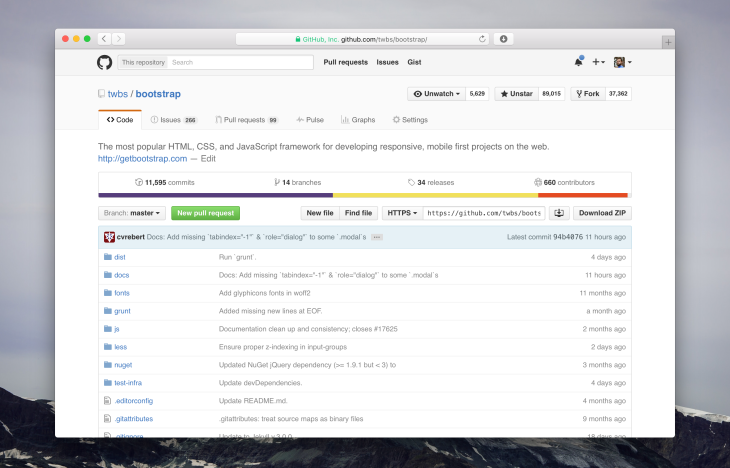 GitHub, Inc. github.com/twbs/bootstrap/
This repository Search Pull requests Issues Gist
twbs / bootstrap Unwatch 5,629 Unstar 89,015 Fork 37,362
Code Issues 266 Pull requests 99 Pulse Graphs Settings
The most popular HTML, CSS, and JavaScript framework for developing responsive, mobile first projects on the web.
http://getbootstrap.com — Edit
11,595 commits 14 branches 34 releases 660 contributors
Branch: master New pull request New file Find file HTTPS https://github.com/twbs/boots Download ZIP
cvrebert Docs: Add missing `tabindex="-1"` & `role="dialog"` to some `.modal`s Latest commit 94b4076 11 hours ago
dist Run `grunt`. 4 days ago
docs Docs: Add missing `tabindex="-1"` & `role="dialog"` to some `.modal`s 11 hours ago
fonts Add glyphicons fonts in woff2 11 months ago
grunt Added missing new lines at EOF. a month ago
js Documentation clean up and consistency; closes #17625 2 months ago
less Ensure proper z-indexing in input-groups 2 days ago
nuget Updated NuGet jQuery dependency (>= 1.9.1 but < 3) to 3 months ago
test-infra Update devDependencies. 4 days ago
.editorconfig Update README.md. 4 months ago
.gitattributes .gitattributes: treat source maps as binary files 9 months ago
.gitignore Update to Jekyll v3.0.0 18 days ago